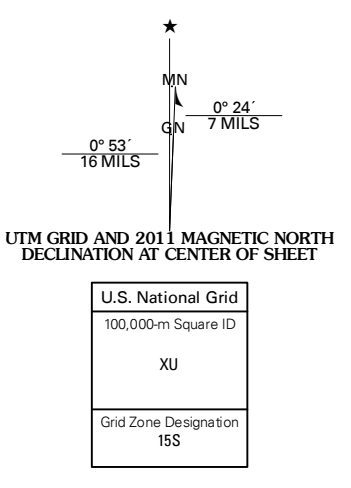 ★
MN
0° 24´
7 MILS
GN
0° 53´
16 MILS
UTM GRID AND 2011 MAGNETIC NORTH
DECLINATION AT CENTER OF SHEET
U.S. National Grid
100,000-m Square ID
XU
Grid Zone Designation
15S